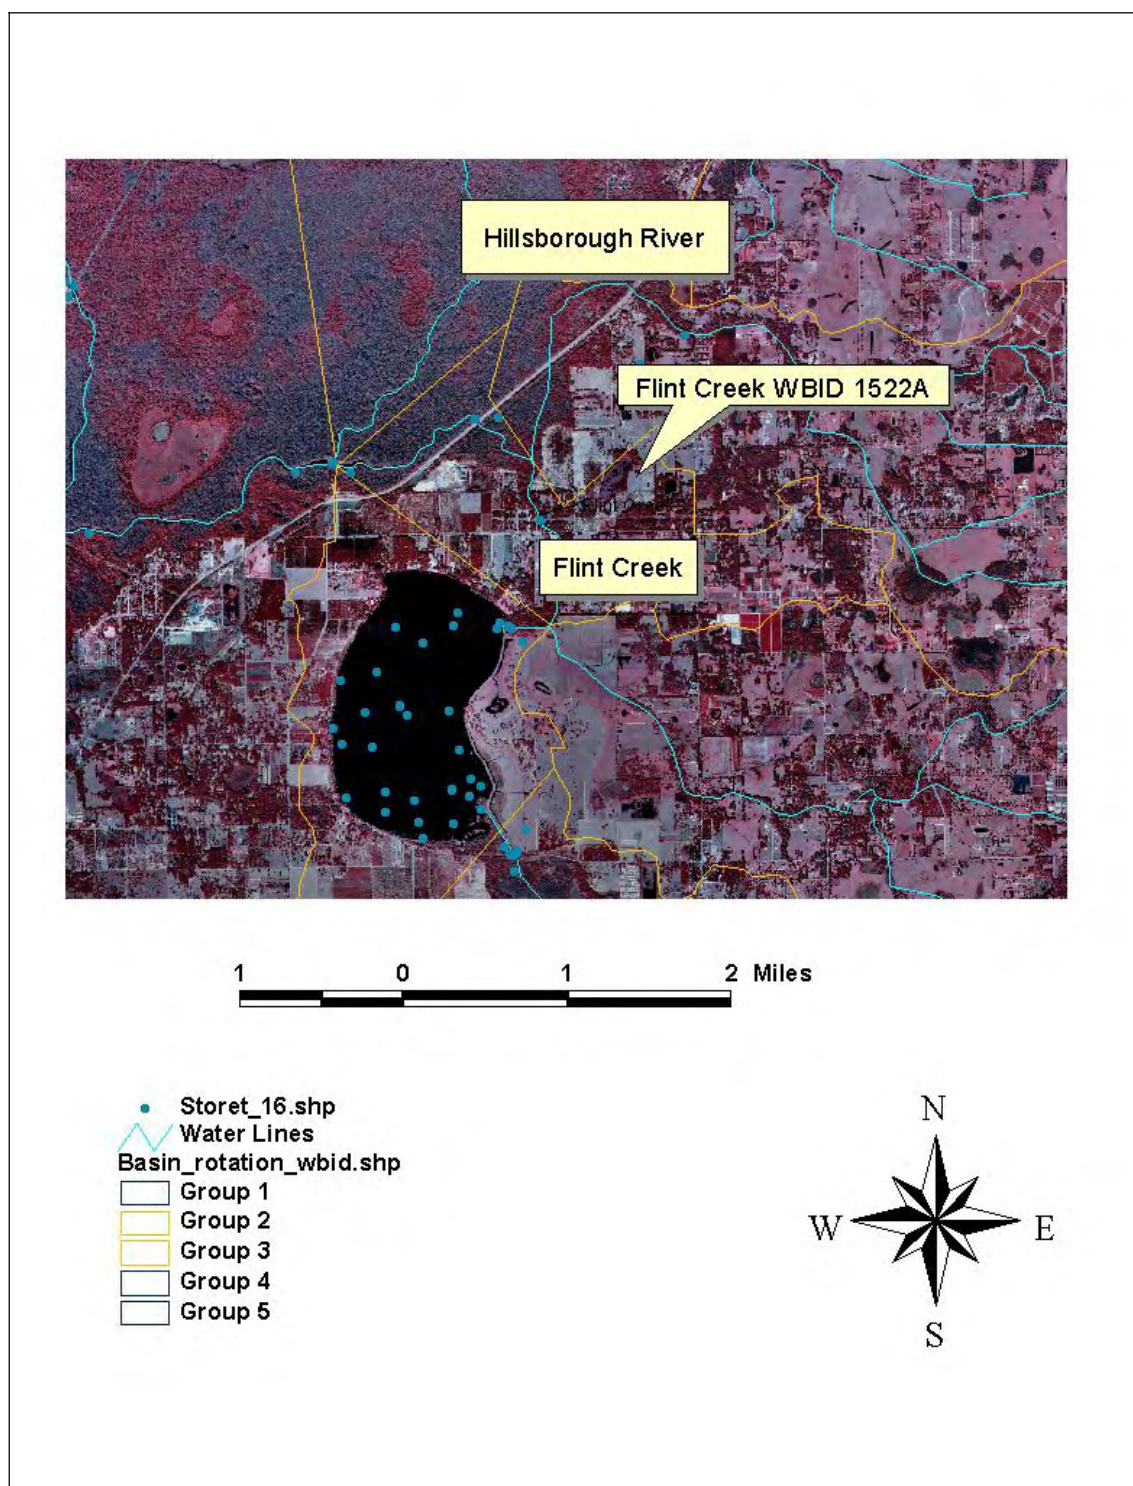 Hillsborough River
Flint Creek WBID 1522A
Flint Creek
1 0 1 2 Miles
Storet_16.shp
Water Lines
Basin_rotation_wbid.shp
Group 1
Group 2
Group 3
Group 4
Group 5
N
W E
S